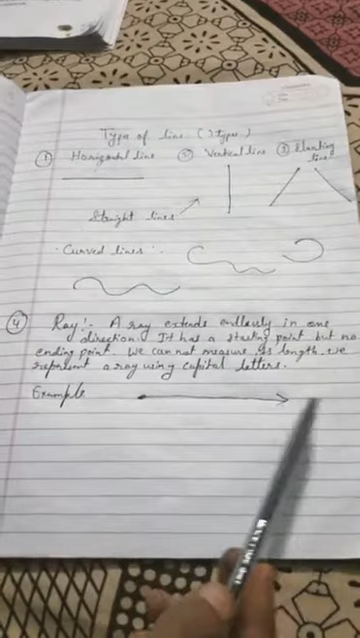 Type of line (3 types)
① Horizontal line ② Vertical line ③ Slanting line
Straight lines
Curved lines
④ Ray :- A ray extends endlessly in one
direction. It has a starting point but no
ending point. We can not measure its length. We
represent a ray using capital letters.
Example